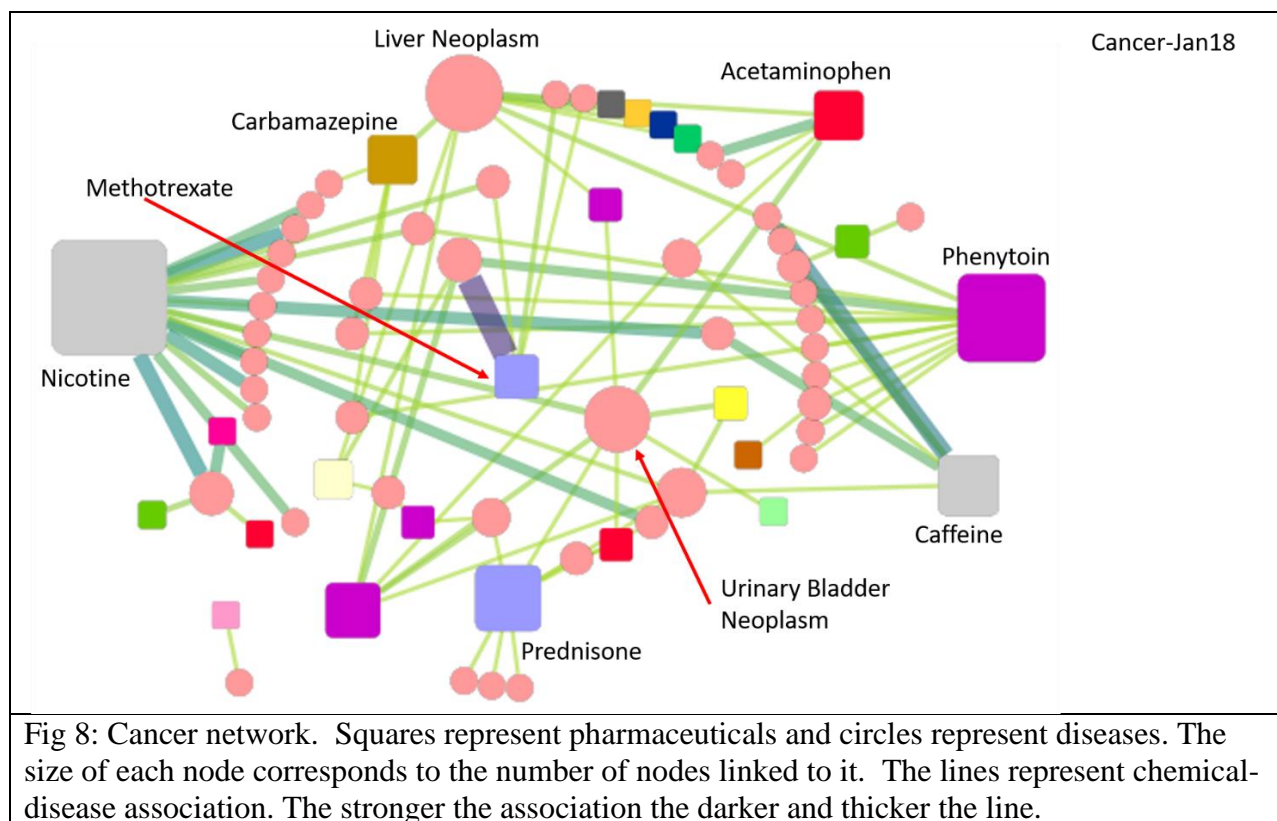 Liver Neoplasm
Cancer-Jan18
Acetaminophen
Carbamazepine
Methotrexate
Phenytoin
Nicotine
Caffeine
Urinary Bladder
Neoplasm
Prednisone
Fig 8: Cancer network.  Squares represent pharmaceuticals and circles represent diseases. The
size of each node corresponds to the number of nodes linked to it.  The lines represent chemical-
disease association. The stronger the association the darker and thicker the line.